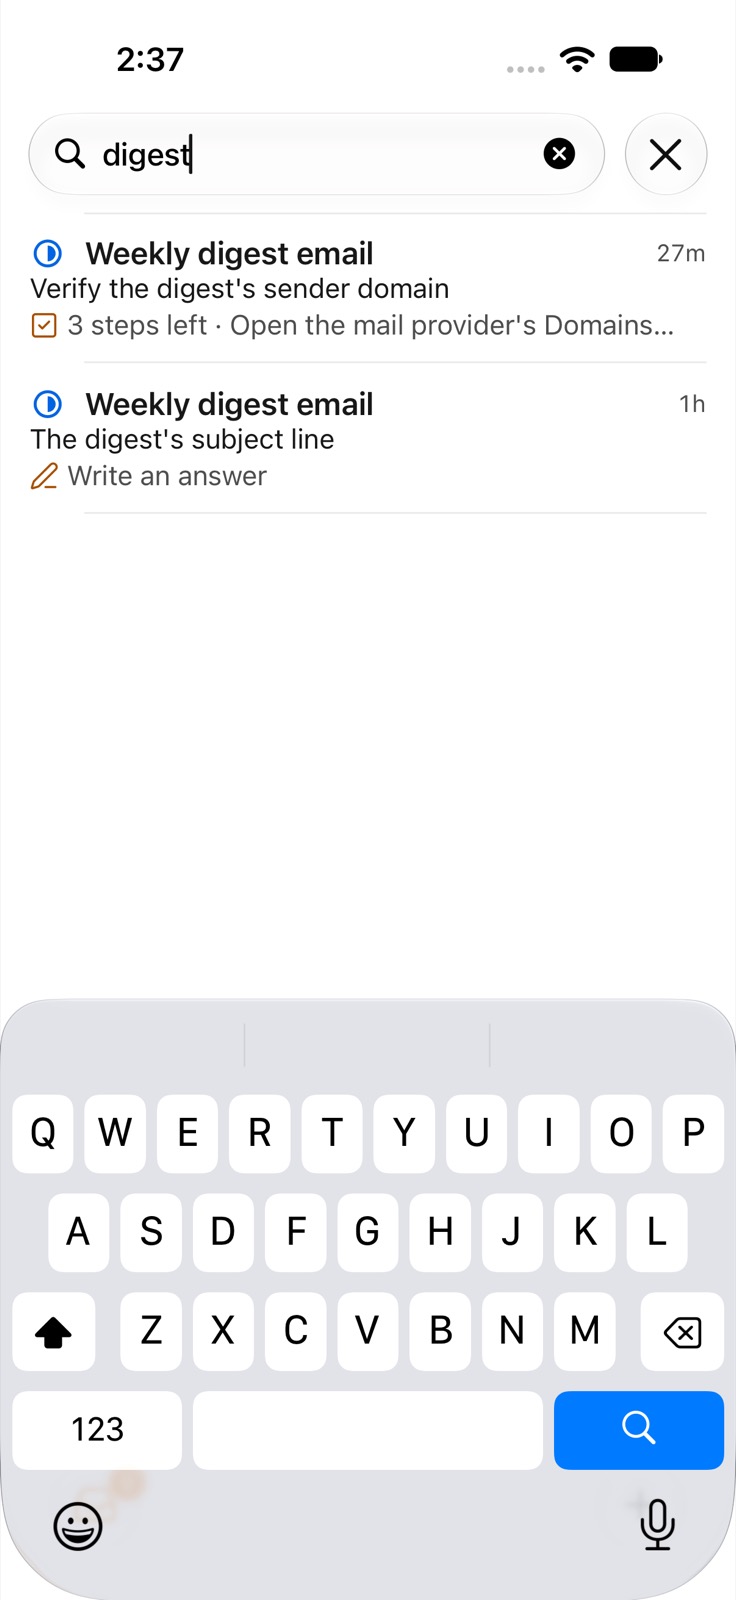 2:37
digest
Weekly digest email 27m
Verify the digest's sender domain
3 steps left · Open the mail provider's Domains...
Weekly digest email 1h
The digest's subject line
Write an answer
Q W E R T Y U I O P
A S D F G H J K L
Z X C V B N M
123